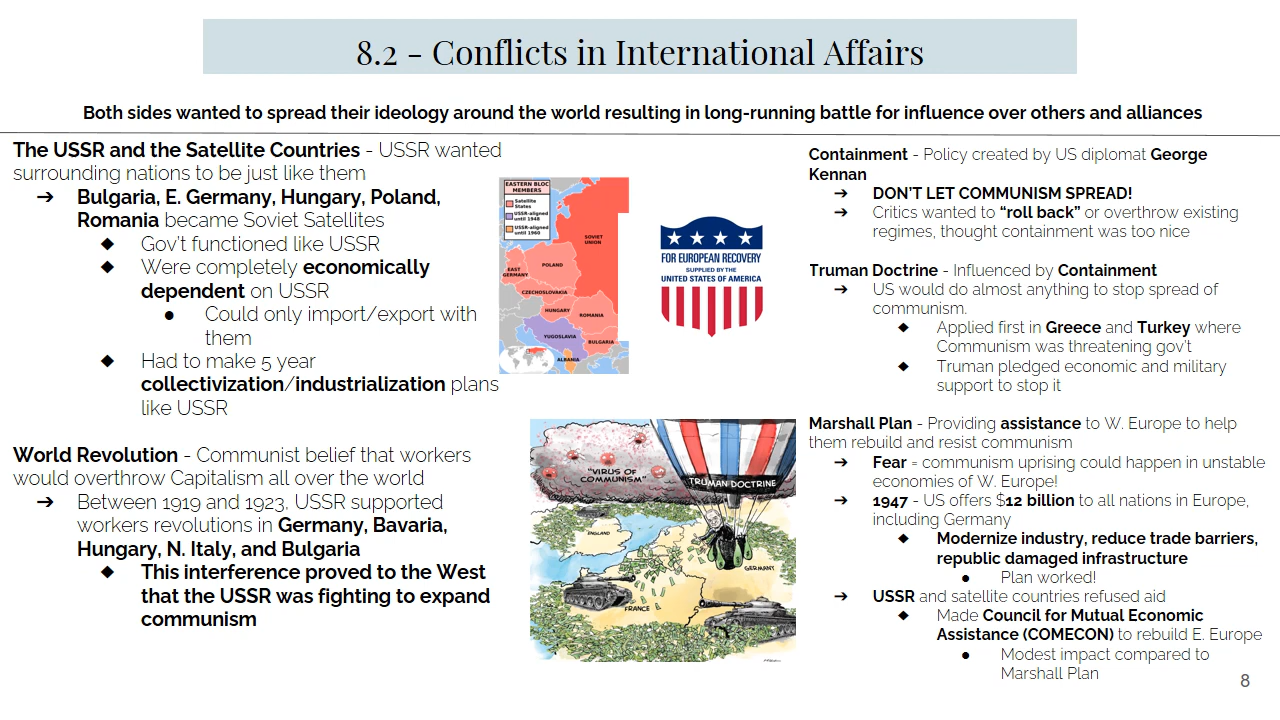 8.2 - Conflicts in International Affairs
Both sides wanted to spread their ideology around the world resulting in long-running battle for influence over others and alliances
The USSR and the Satellite Countries - USSR wanted
surrounding nations to be just like them
➔ Bulgaria, E. Germany, Hungary, Poland,
Romania became Soviet Satellites
◆ Gov't functioned like USSR
◆ Were completely economically
dependent on USSR
● Could only import/export with
them
◆ Had to make 5 year
collectivization/industrialization plans
like USSR
World Revolution - Communist belief that workers
would overthrow Capitalism all over the world
➔ Between 1919 and 1923, USSR supported
workers revolutions in Germany, Bavaria,
Hungary, N. Italy, and Bulgaria
◆ This interference proved to the West
that the USSR was fighting to expand
communism
EASTERN BLOC
MEMBERS
Satellite
States
USSR-aligned
until 1948
USSR-aligned
until 1960
SOVIET
UNION
EAST
GERMANY
POLAND
CZECHOSLOVAKIA
HUNGARY
ROMANIA
YUGOSLAVIA
BULGARIA
ALBANIA
FOR EUROPEAN RECOVERY
SUPPLIED BY THE
UNITED STATES OF AMERICA
"VIRUS OF
COMMUNISM"
TRUMAN DOCTRINE
ENGLAND
GERMANY
FRANCE
Containment - Policy created by US diplomat George
Kennan
➔ DON'T LET COMMUNISM SPREAD!
➔ Critics wanted to "roll back" or overthrow existing
regimes, thought containment was too nice
Truman Doctrine - Influenced by Containment
➔ US would do almost anything to stop spread of
communism.
◆ Applied first in Greece and Turkey where
Communism was threatening gov't
◆ Truman pledged economic and military
support to stop it
Marshall Plan - Providing assistance to W. Europe to help
them rebuild and resist communism
➔ Fear = communism uprising could happen in unstable
economies of W. Europe!
➔ 1947 - US offers $12 billion to all nations in Europe,
including Germany
◆ Modernize industry, reduce trade barriers,
republic damaged infrastructure
● Plan worked!
➔ USSR and satellite countries refused aid
◆ Made Council for Mutual Economic
Assistance (COMECON) to rebuild E. Europe
● Modest impact compared to
Marshall Plan
8